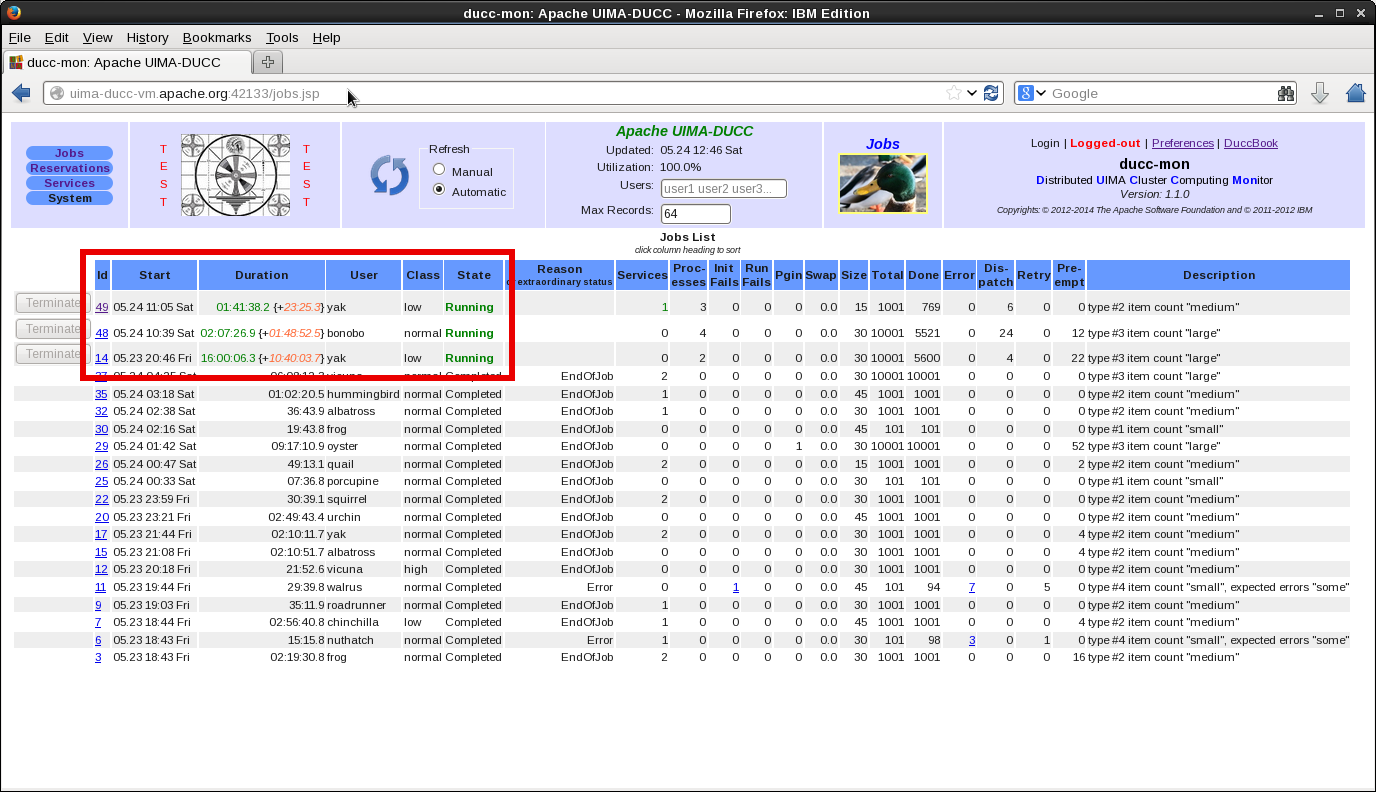 ducc-mon: Apache UIMA-DUCC - Mozilla Firefox: IBM Edition
File Edit View History Bookmarks Tools Help
ducc-mon: Apache UIMA-DUCC
uima-ducc-vm.apache.org:42133/jobs.jsp Google
Jobs
Reservations
Services
System
T E S T
T E S T
Refresh
Manual
Automatic
Apache UIMA-DUCC
Updated: 05.24 12:46 Sat
Utilization: 100.0%
Users: user1 user2 user3...
Max Records: 64
Jobs
Login | Logged-out | Preferences | DuccBook
ducc-mon
Distributed UIMA Cluster Computing Monitor
Version: 1.1.0
Copyrights: © 2012-2014 The Apache Software Foundation and © 2011-2012 IBM
Jobs List
click column heading to sort
Id Start Duration User Class State Reason extraordinary status Services Proc-esses Init Fails Run Fails Pgin Swap Size Total Done Error Dis-patch Retry Pre-empt Description
Terminate 49 05.24 11:05 Sat 01:41:38.2 {+23:25.3} yak low Running 1 3 0 0 0 0.0 15 1001 769 0 6 0 0 type #2 item count "medium"
Terminate 48 05.24 10:39 Sat 02:07:26.9 {+01:48:52.5} bonobo normal Running 0 4 0 0 0 0.0 30 10001 5521 0 24 0 12 type #3 item count "large"
Terminate 14 05.23 20:46 Fri 16:00:06.3 {+10:40:03.7} yak low Running 0 2 0 0 0 0.0 30 10001 5600 0 4 0 22 type #3 item count "large"
Completed EndOfJob 2 0 0 0 0 0.0 30 10001 10001 0 0 0 0 type #3 item count "large"
35 05.24 03:18 Sat 01:02:20.5 hummingbird normal Completed EndOfJob 1 0 0 0 0 0.0 45 1001 1001 0 0 0 0 type #2 item count "medium"
32 05.24 02:38 Sat 36:43.9 albatross normal Completed EndOfJob 1 0 0 0 0 0.0 30 1001 1001 0 0 0 0 type #2 item count "medium"
30 05.24 02:16 Sat 19:43.8 frog normal Completed EndOfJob 0 0 0 0 0 0.0 45 101 101 0 0 0 0 type #1 item count "small"
29 05.24 01:42 Sat 09:17:10.9 oyster normal Completed EndOfJob 0 0 0 0 1 0.0 30 10001 10001 0 0 0 52 type #3 item count "large"
26 05.24 00:47 Sat 49:13.1 quail normal Completed EndOfJob 2 0 0 0 0 0.0 15 1001 1001 0 0 0 2 type #2 item count "medium"
25 05.24 00:33 Sat 07:36.8 porcupine normal Completed EndOfJob 0 0 0 0 0 0.0 30 101 101 0 0 0 0 type #1 item count "small"
22 05.23 23:59 Fri 30:39.1 squirrel normal Completed EndOfJob 2 0 0 0 0 0.0 30 1001 1001 0 0 0 0 type #2 item count "medium"
20 05.23 23:21 Fri 02:49:43.4 urchin normal Completed EndOfJob 0 0 0 0 0 0.0 45 1001 1001 0 0 0 0 type #2 item count "medium"
17 05.23 21:44 Fri 02:10:11.7 yak normal Completed EndOfJob 2 0 0 0 0 0.0 30 1001 1001 0 0 0 4 type #2 item count "medium"
15 05.23 21:08 Fri 02:10:51.7 albatross normal Completed EndOfJob 0 0 0 0 0 0.0 30 1001 1001 0 0 0 4 type #2 item count "medium"
12 05.23 20:18 Fri 21:52.6 vicuna high Completed EndOfJob 0 0 0 0 0 0.0 30 1001 1001 0 0 0 0 type #2 item count "medium"
11 05.23 19:44 Fri 29:39.8 walrus normal Completed Error 0 0 1 0 0 0.0 45 101 94 7 0 5 0 type #4 item count "small", expected errors "some"
9 05.23 19:03 Fri 35:11.9 roadrunner normal Completed EndOfJob 1 0 0 0 0 0.0 30 1001 1001 0 0 0 0 type #2 item count "medium"
7 05.23 18:44 Fri 02:56:40.8 chinchilla low Completed EndOfJob 1 0 0 0 0 0.0 45 1001 1001 0 0 0 4 type #2 item count "medium"
6 05.23 18:43 Fri 15:15.8 nuthatch normal Completed Error 1 0 0 0 0 0.0 30 101 98 3 0 1 0 type #4 item count "small", expected errors "some"
3 05.23 18:43 Fri 02:19:30.8 frog normal Completed EndOfJob 2 0 0 0 0 0.0 30 1001 1001 0 0 0 16 type #2 item count "medium"